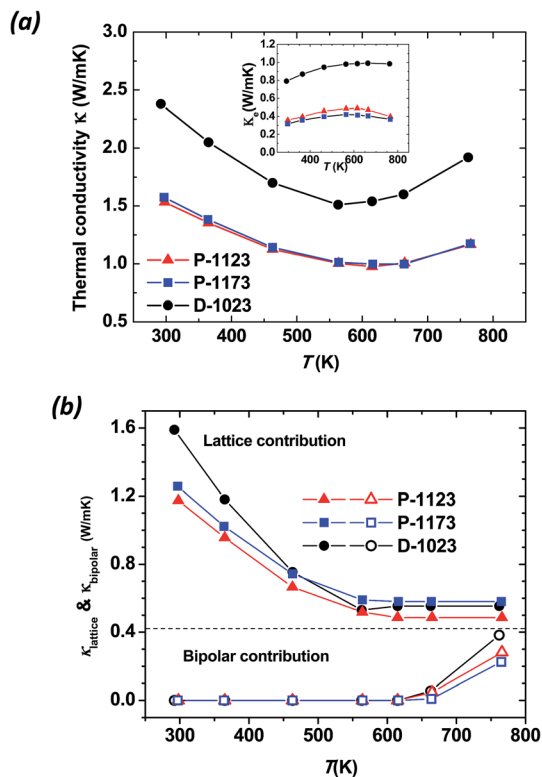 (a)
Thermal conductivity κ (W/mK)
3.0
2.5
2.0
1.5
1.0
0.5
300 400 500 600 700 800
T (K)
P-1123
P-1173
D-1023
Κe(W/mK)
1.2
1.0
0.8
0.6
0.4
0.2
0.0
400 600 800
T (K)
(b)
κlattice & κbipolar (W/mK)
1.6
1.2
0.8
0.4
0.0
Lattice contribution
P-1123
P-1173
D-1023
Bipolar contribution
300 400 500 600 700 800
T(K)